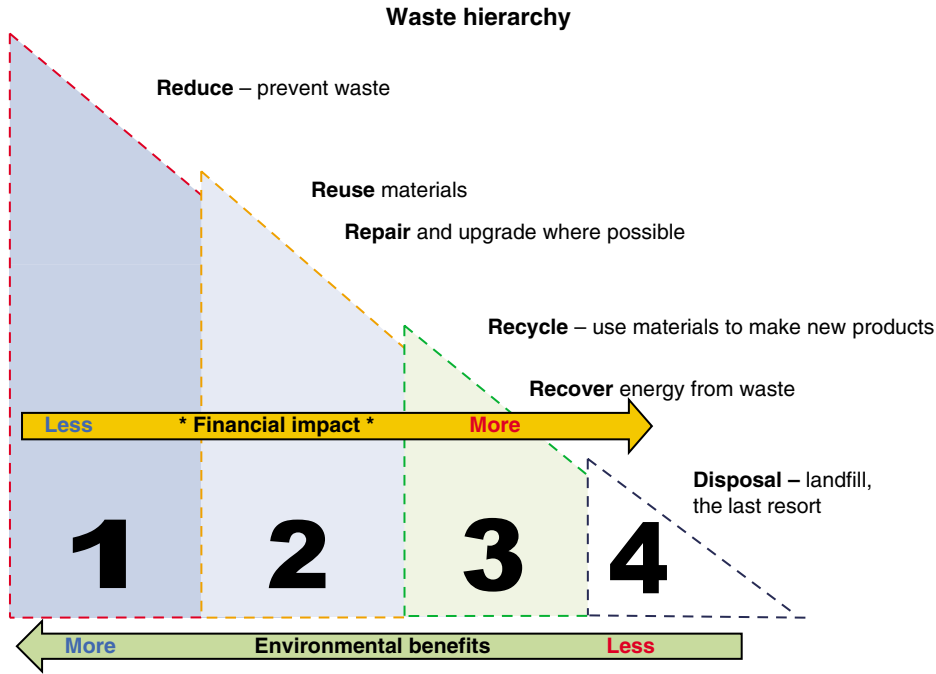 Waste hierarchy
Reduce – prevent waste
Reuse materials
Repair and upgrade where possible
Recycle – use materials to make new products
Recover energy from waste
Less * Financial impact * More
Disposal – landfill,
the last resort
1 2 3 4
More Environmental benefits Less